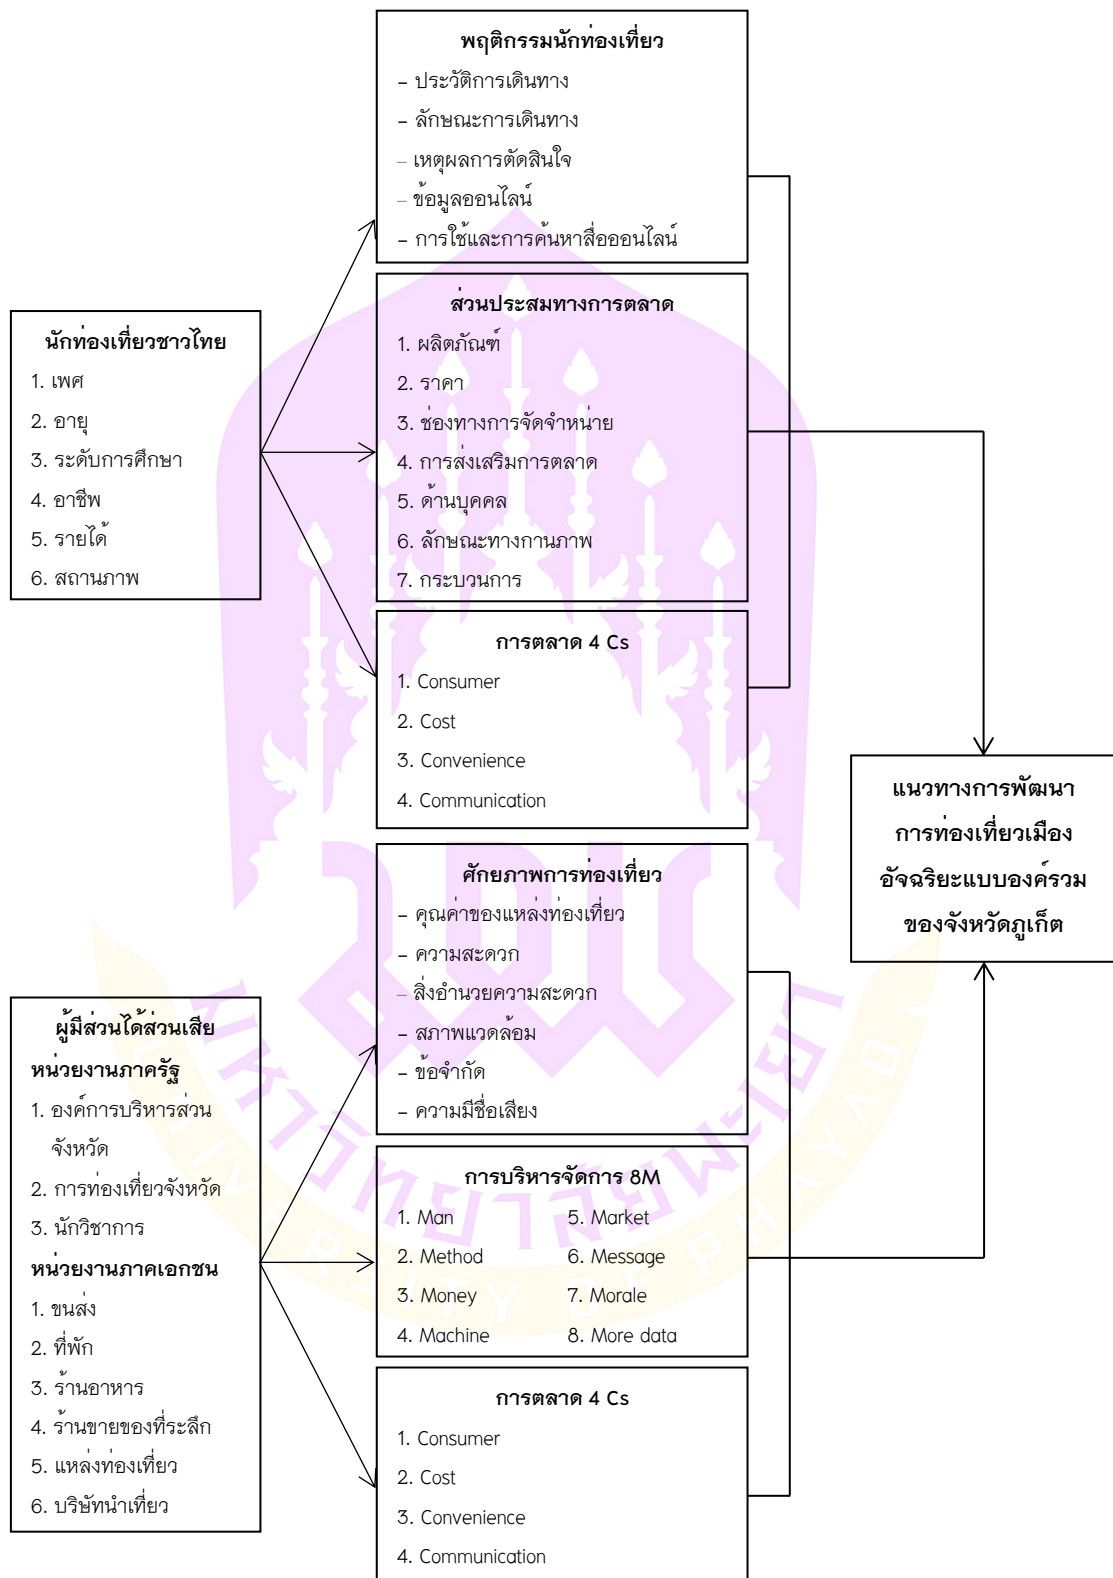 พฤติกรรมนักท่องเที่ยว
– ประวัติการเดินทาง
– ลักษณะการเดินทาง
– เหตุผลการตัดสินใจ
– ข้อมูลออนไลน์
– การใช้และการค้นหาสื่อออนไลน์
นักท่องเที่ยวชาวไทย
1. เพศ
2. อายุ
3. ระดับการศึกษา
4. อาชีพ
5. รายได้
6. สถานภาพ
ส่วนประสมทางการตลาด
1. ผลิตภัณฑ์
2. ราคา
3. ช่องทางการจัดจำหน่าย
4. การส่งเสริมการตลาด
5. ด้านบุคคล
6. ลักษณะทางกานภาพ
7. กระบวนการ
การตลาด 4 Cs
1. Consumer
2. Cost
3. Convenience
4. Communication
แนวทางการพัฒนา
การท่องเที่ยวเมือง
อัจฉริยะแบบองค์รวม
ของจังหวัดภูเก็ต
ศักยภาพการท่องเที่ยว
– คุณค่าของแหล่งท่องเที่ยว
– ความสะดวก
– สิ่งอำนวยความสะดวก
– สภาพแวดล้อม
– ข้อจำกัด
– ความมีชื่อเสียง
ผู้มีส่วนได้ส่วนเสีย
หน่วยงานภาครัฐ
1. องค์การบริหารส่วน
จังหวัด
2. การท่องเที่ยวจังหวัด
3. นักวิชาการ
หน่วยงานภาคเอกชน
1. ขนส่ง
2. ที่พัก
3. ร้านอาหาร
4. ร้านขายของที่ระลึก
5. แหล่งท่องเที่ยว
6. บริษัทนำเที่ยว
การบริหารจัดการ 8M
1. Man 5. Market
2. Method 6. Message
3. Money 7. Morale
4. Machine 8. More data
การตลาด 4 Cs
1. Consumer
2. Cost
3. Convenience
4. Communication
มหาวิทยาลัยพะเยา
UNIVERSITY OF PHAYAO